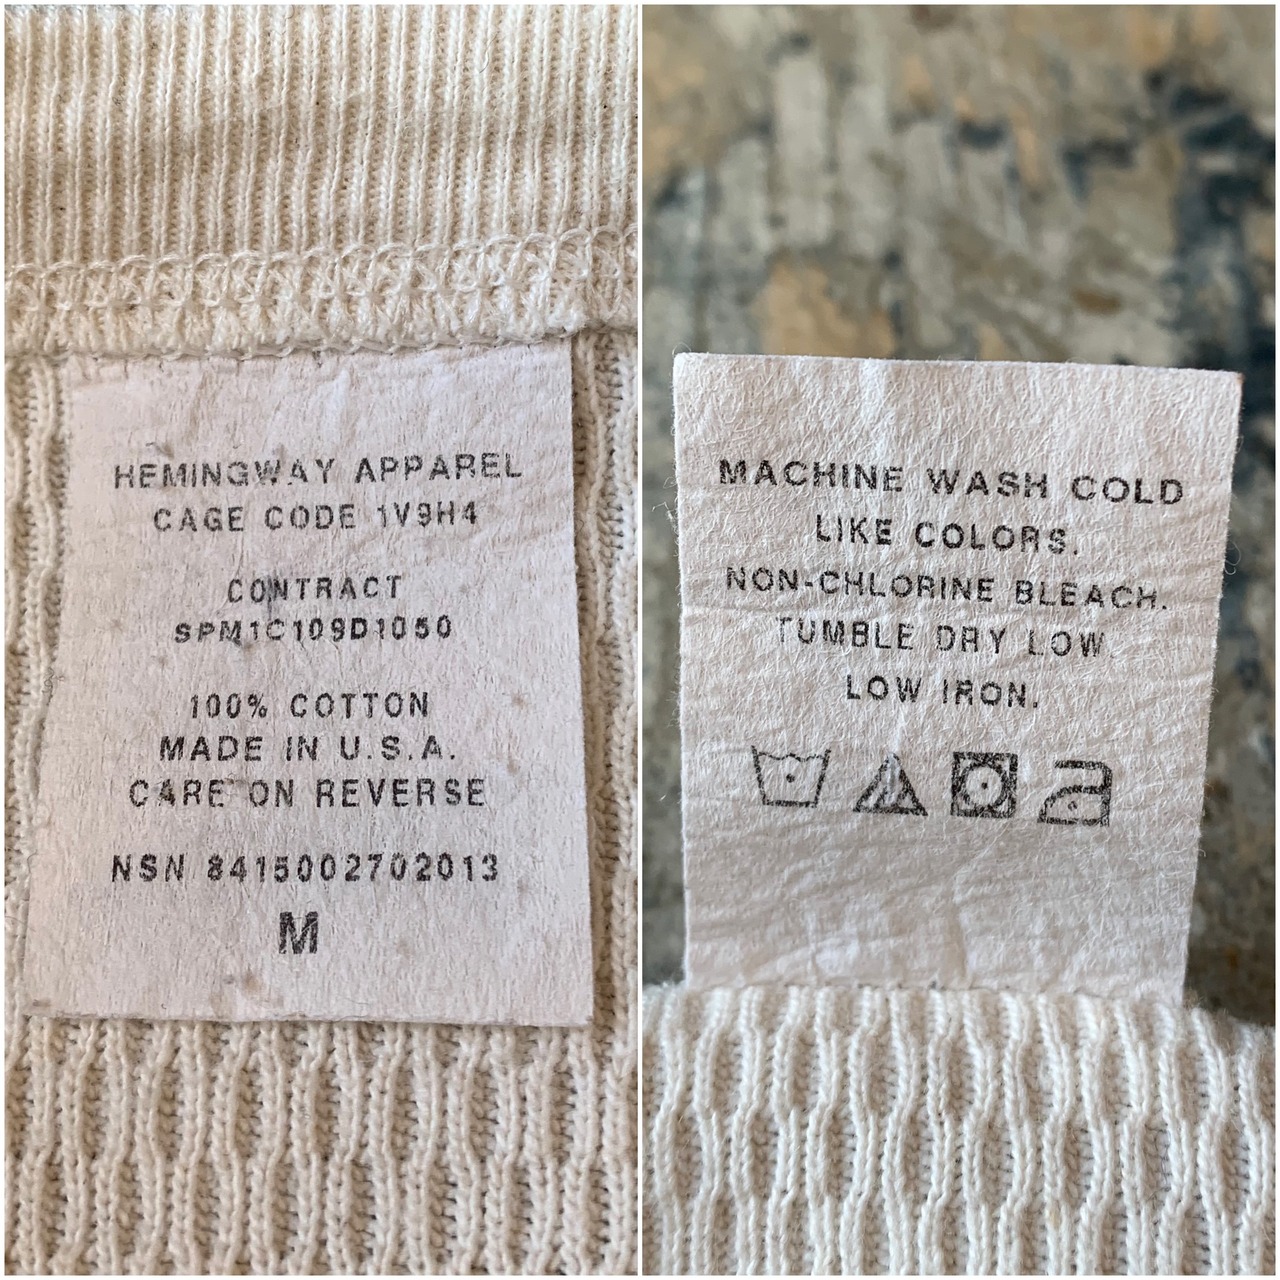 HEMINGWAY APPAREL
CAGE CODE 1V9H4
CONTRACT
SPM1C109D1050
100% COTTON
MADE IN U.S.A.
CARE ON REVERSE
NSN 8415002702013
M
MACHINE WASH COLD
LIKE COLORS.
NON-CHLORINE BLEACH.
TUMBLE DRY LOW
LOW IRON.